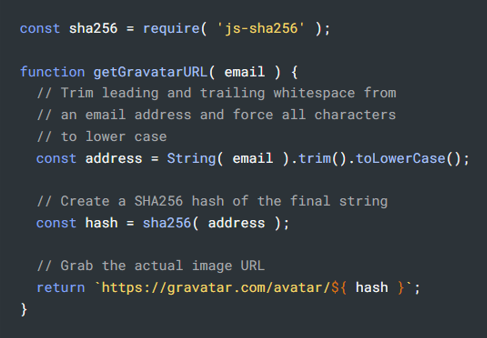 const sha256 = require( 'js-sha256' );
function getGravatarURL( email ) {
// Trim leading and trailing whitespace from
// an email address and force all characters
// to lower case
const address = String( email ).trim().toLowerCase();
// Create a SHA256 hash of the final string
const hash = sha256( address );
// Grab the actual image URL
return `https://gravatar.com/avatar/${ hash }`;
}